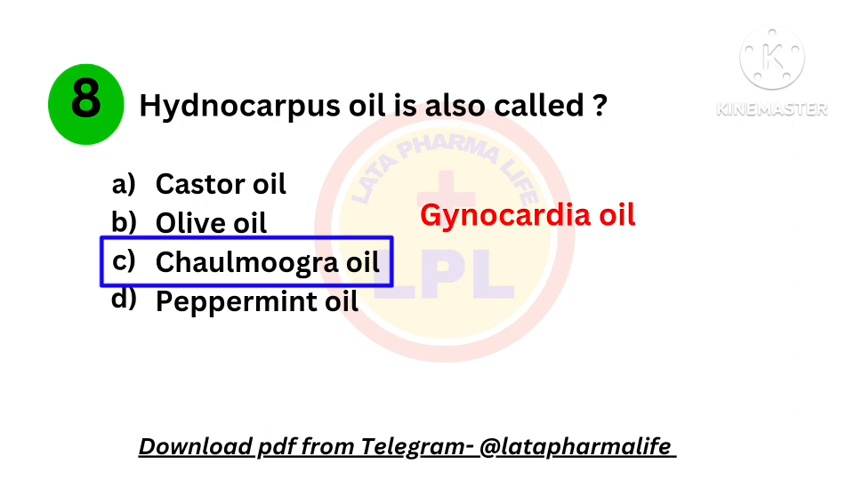 8 Hydnocarpus oil is also called ?
KINEMASTER
a) Castor oil
b) Olive oil
Gynocardia oil
c) Chaulmoogra oil
d) Peppermint oil
LATA PHARMA LIFE
LPL
Download pdf from Telegram- @latapharmalife